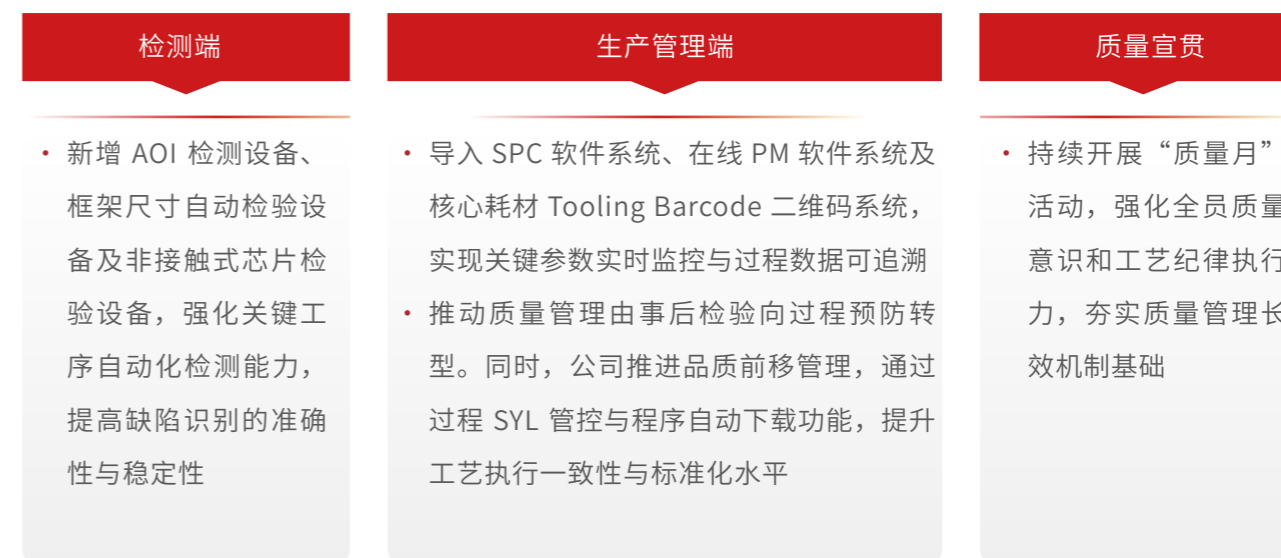 检测端
• 新增 AOI 检测设备、
框架尺寸自动检验设
备及非接触式芯片检
验设备，强化关键工
序自动化检测能力，
提高缺陷识别的准确
性与稳定性
生产管理端
• 导入 SPC 软件系统、在线 PM 软件系统及
核心耗材 Tooling Barcode 二维码系统，
实现关键参数实时监控与过程数据可追溯
• 推动质量管理由事后检验向过程预防转
型。同时，公司推进品质前移管理，通过
过程 SYL 管控与程序自动下载功能，提升
工艺执行一致性与标准化水平
质量宣贯
• 持续开展“质量月”
活动，强化全员质量
意识和工艺纪律执行
力，夯实质量管理长
效机制基础